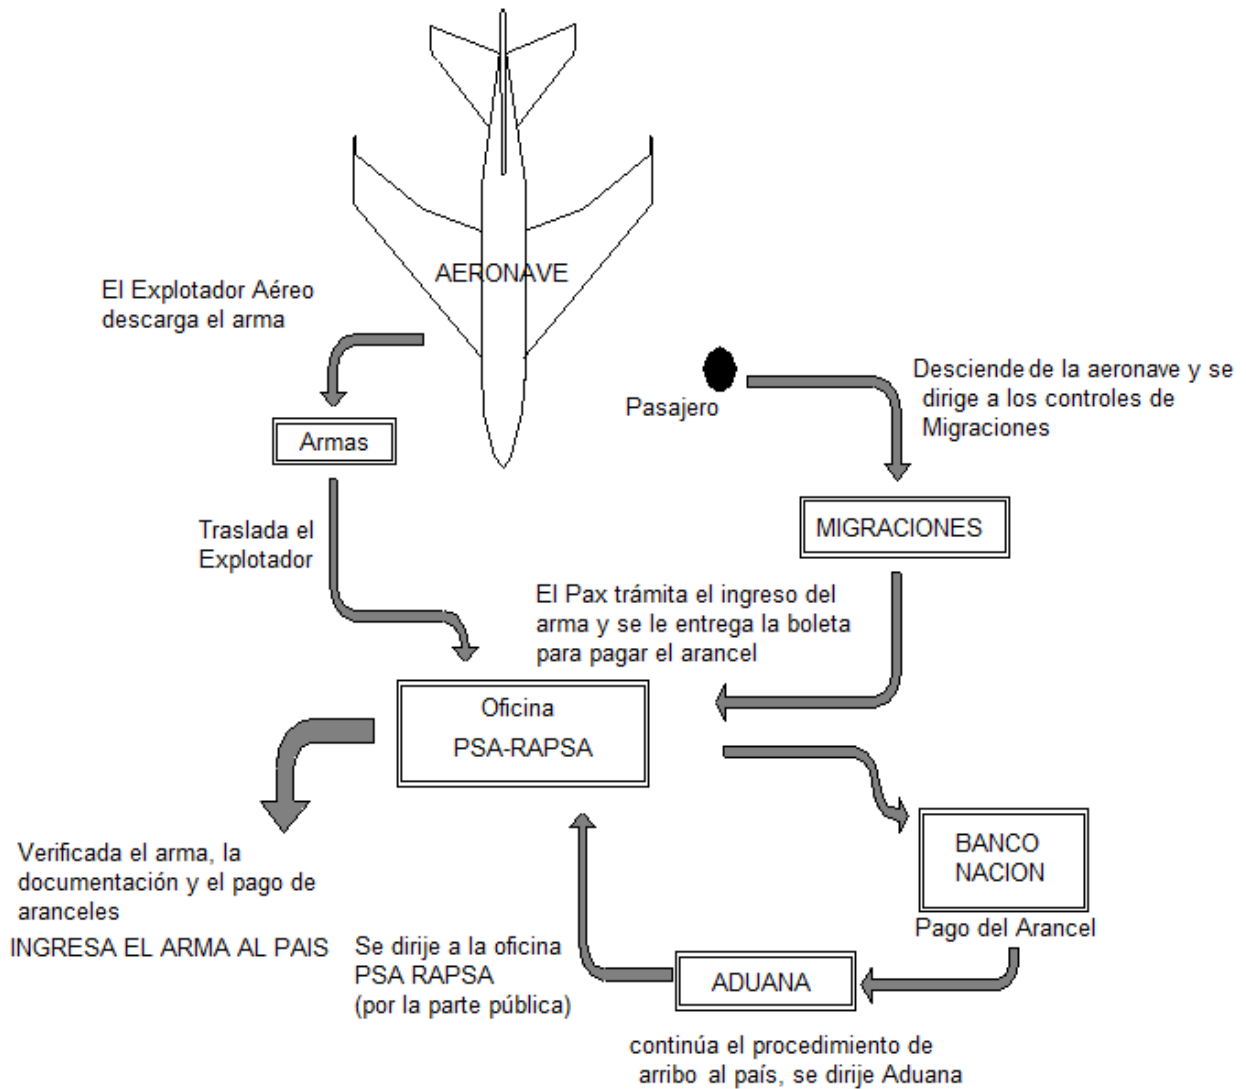 AERONAVE
El Explotador Aéreo
descarga el arma
Armas
Pasajero
Desciende de la aeronave y se
dirige a los controles de
Migraciones
MIGRACIONES
Traslada el
Explotador
El Pax trámita el ingreso del
arma y se le entrega la boleta
para pagar el arancel
Oficina
PSA-RAPSA
BANCO
NACION
Pago del Arancel
Verificada el arma, la
documentación y el pago de
aranceles
INGRESA EL ARMA AL PAIS
Se dirije a la oficina
PSA RAPSA
(por la parte pública)
ADUANA
continúa el procedimiento de
arribo al país, se dirije Aduana